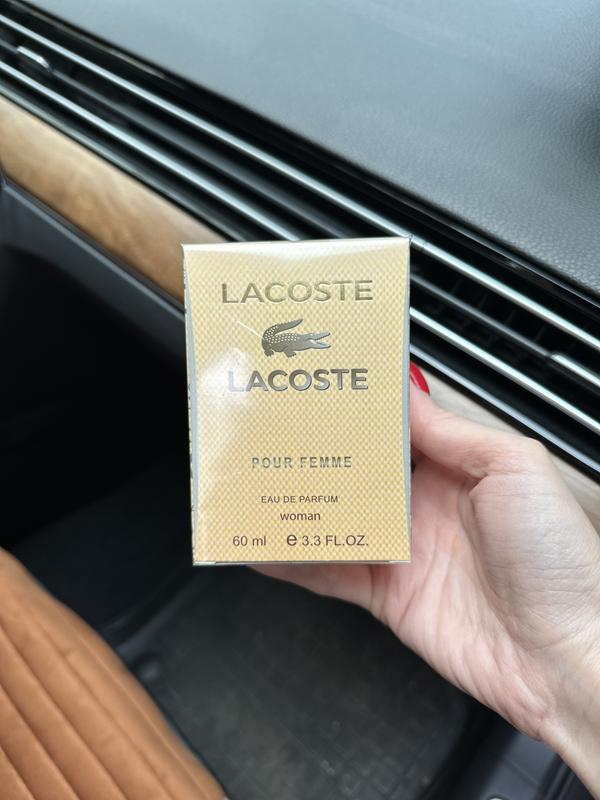 LACOSTE
LACOSTE
POUR FEMME
EAU DE PARFUM
woman
60 ml e 3.3 FL.OZ.